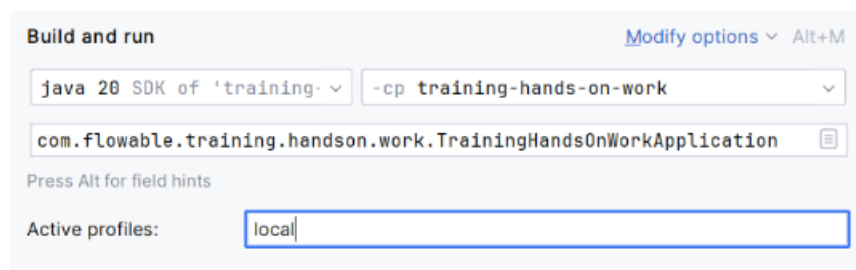 Build and run Modify options Alt+M
java 20 SDK of 'training- -cp training-hands-on-work
com.flowable.training.handson.work.TrainingHandsOnWorkApplication
Press Alt for field hints
Active profiles: local